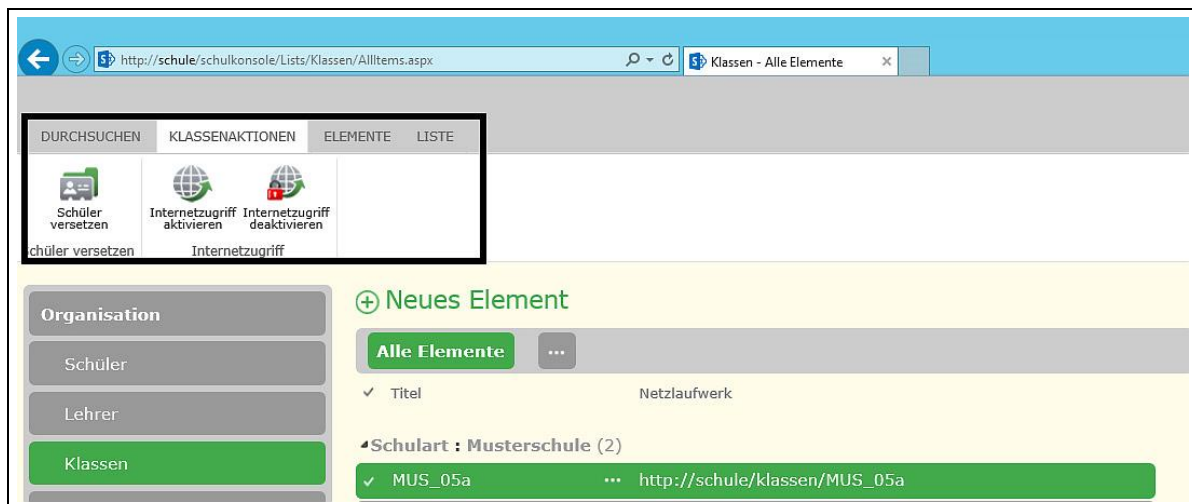 http://schule/schulkonsole/Lists/Klassen/AllItems.aspx
Klassen - Alle Elemente
DURCHSUCHEN KLASSENAKTIONEN ELEMENTE LISTE
Schüler versetzen
Internetzugriff aktivieren
Internetzugriff deaktivieren
Schüler versetzen Internetzugriff
Organisation
Schüler
Lehrer
Klassen
Neues Element
Alle Elemente ...
Titel Netzlaufwerk
Schulart : Musterschule (2)
MUS_05a ... http://schule/klassen/MUS_05a